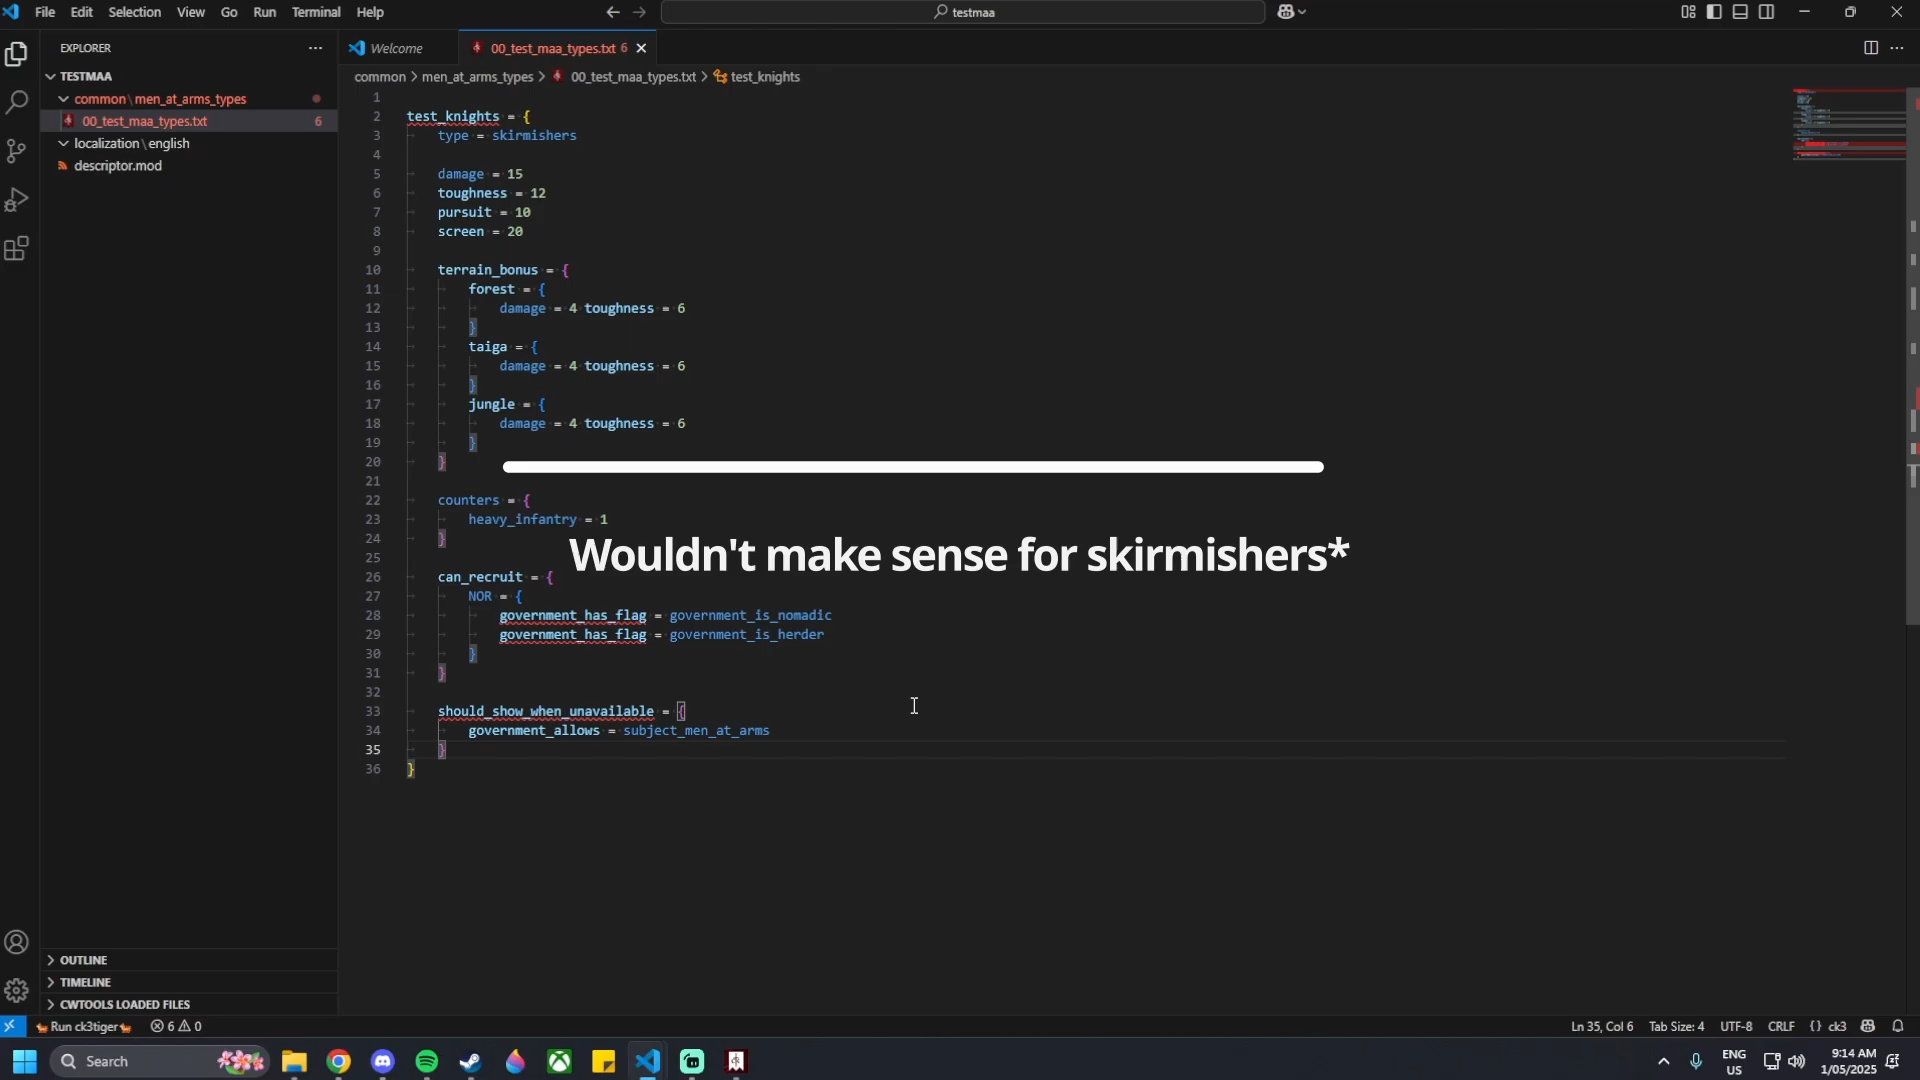 File Edit Selection View Go Run Terminal Help
testmaa
EXPLORER
Welcome
00_test_maa_types.txt 6
TESTMAA
common > men_at_arms_types > 00_test_maa_types.txt > test_knights
common\men_at_arms_types
00_test_maa_types.txt 6
localization\english
descriptor.mod
1
2 test_knights = {
3 type = skirmishers
4
5 damage = 15
6 toughness = 12
7 pursuit = 10
8 screen = 20
9
10 terrain_bonus = {
11 forest = {
12 damage = 4 toughness = 6
13 }
14 taiga = {
15 damage = 4 toughness = 6
16 }
17 jungle = {
18 damage = 4 toughness = 6
19 }
20 }
21
22 counters = {
23 heavy_infantry = 1
24 }
Wouldn't make sense for skirmishers*
25
26 can_recruit = {
27 NOR = {
28 government_has_flag = government_is_nomadic
29 government_has_flag = government_is_herder
30 }
31 }
32
33 should_show_when_unavailable = {
34 government_allows = subject_men_at_arms
35 }
36 }
OUTLINE
TIMELINE
CWTOOLS LOADED FILES
Run ck3tiger 6 0
Ln 35, Col 6 Tab Size: 4 UTF-8 CRLF {} ck3
Search
ENG
US
9:14 AM
1/05/2025